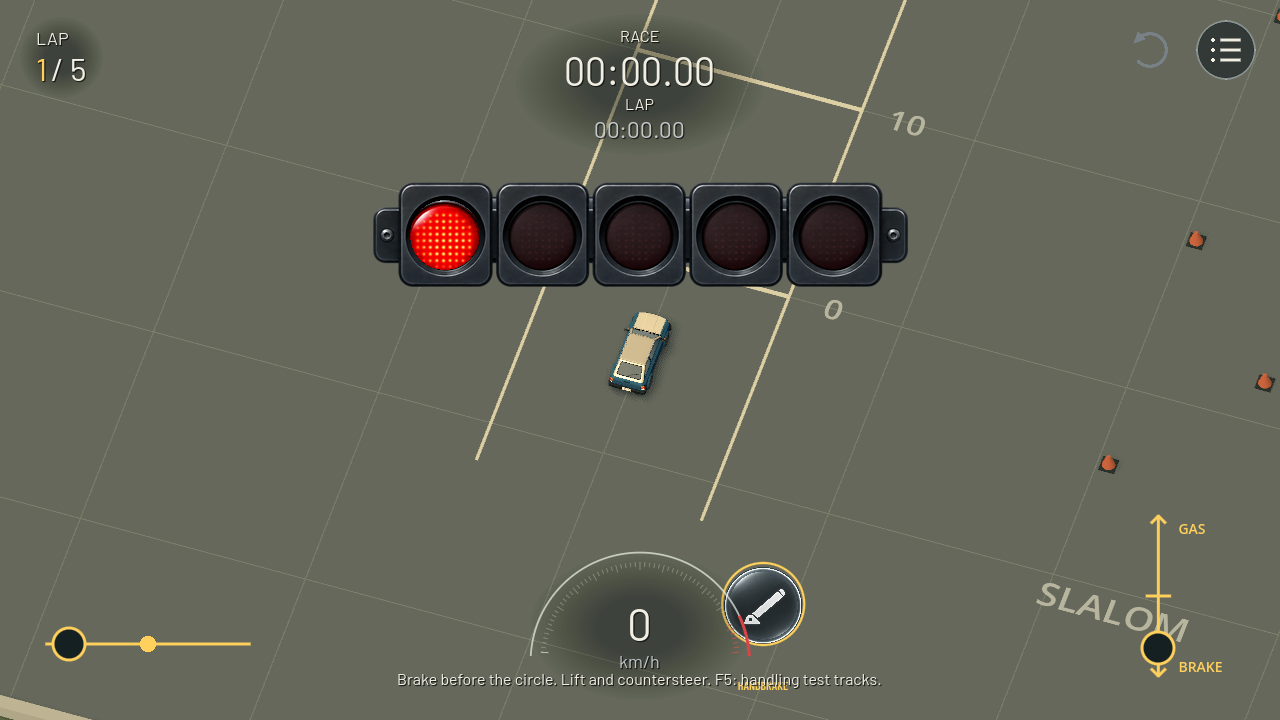 LAP
1/ 5
RACE
00:00.00
LAP
00:00.00
10
0
GAS
SLALOM
BRAKE
0
km/h
Brake before the circle. Lift and countersteer. F5: handling test tracks.
HANDBRAKE